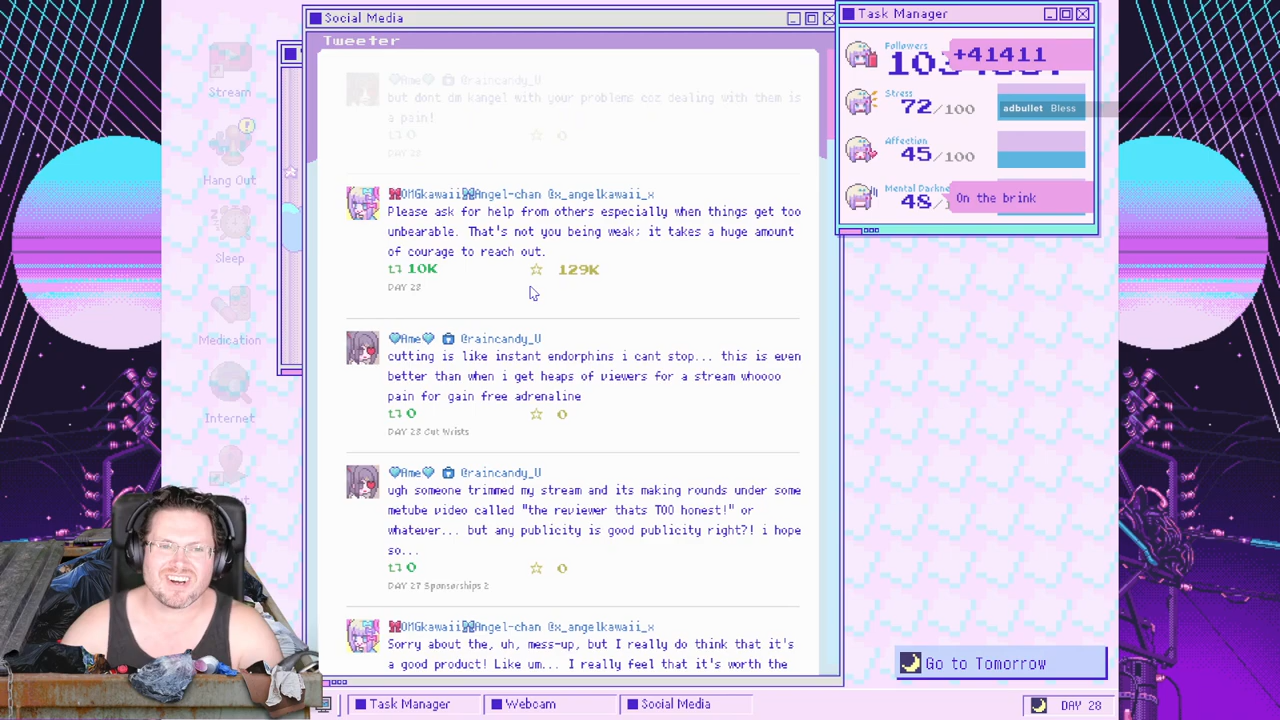 Social Media
Task Manager
Tweeter
Followers
+41411
Stress
72/100
adbullet Bless
Affection
45/100
On the brink
48/
Stream
Hang Out
Sleep
Medication
Internet
♥Ame♥ @raincandy_U
but dont dm kangel with your problems coz dealing with them is
a pain!
0 0
DAY 28
OMGkawaiiAngel-chan @x_angelkawaii_x
Please ask for help from others especially when things get too
unbearable. That's not you being weak; it takes a huge amount
of courage to reach out.
10K 129K
DAY 28
♥Ame♥ @raincandy_U
cutting is like instant endorphins i cant stop... this is even
better than when i get heaps of viewers for a stream whoooo
pain for gain free adrenaline
0 0
DAY 28 Cut Wrists
♥Ame♥ @raincandy_U
ugh someone trimmed my stream and its making rounds under some
metube video called "the reviewer thats TOO honest!" or
whatever... but any publicity is good publicity right?! i hope
so...
0 0
DAY 27 Sponsorships 2
OMGkawaiiAngel-chan @x_angelkawaii_x
Sorry about the, uh, mess-up, but I really do think that it's
a good product! Like um... I really feel that it's worth the
Go to Tomorrow
Task Manager
Webcam
Social Media
DAY 28